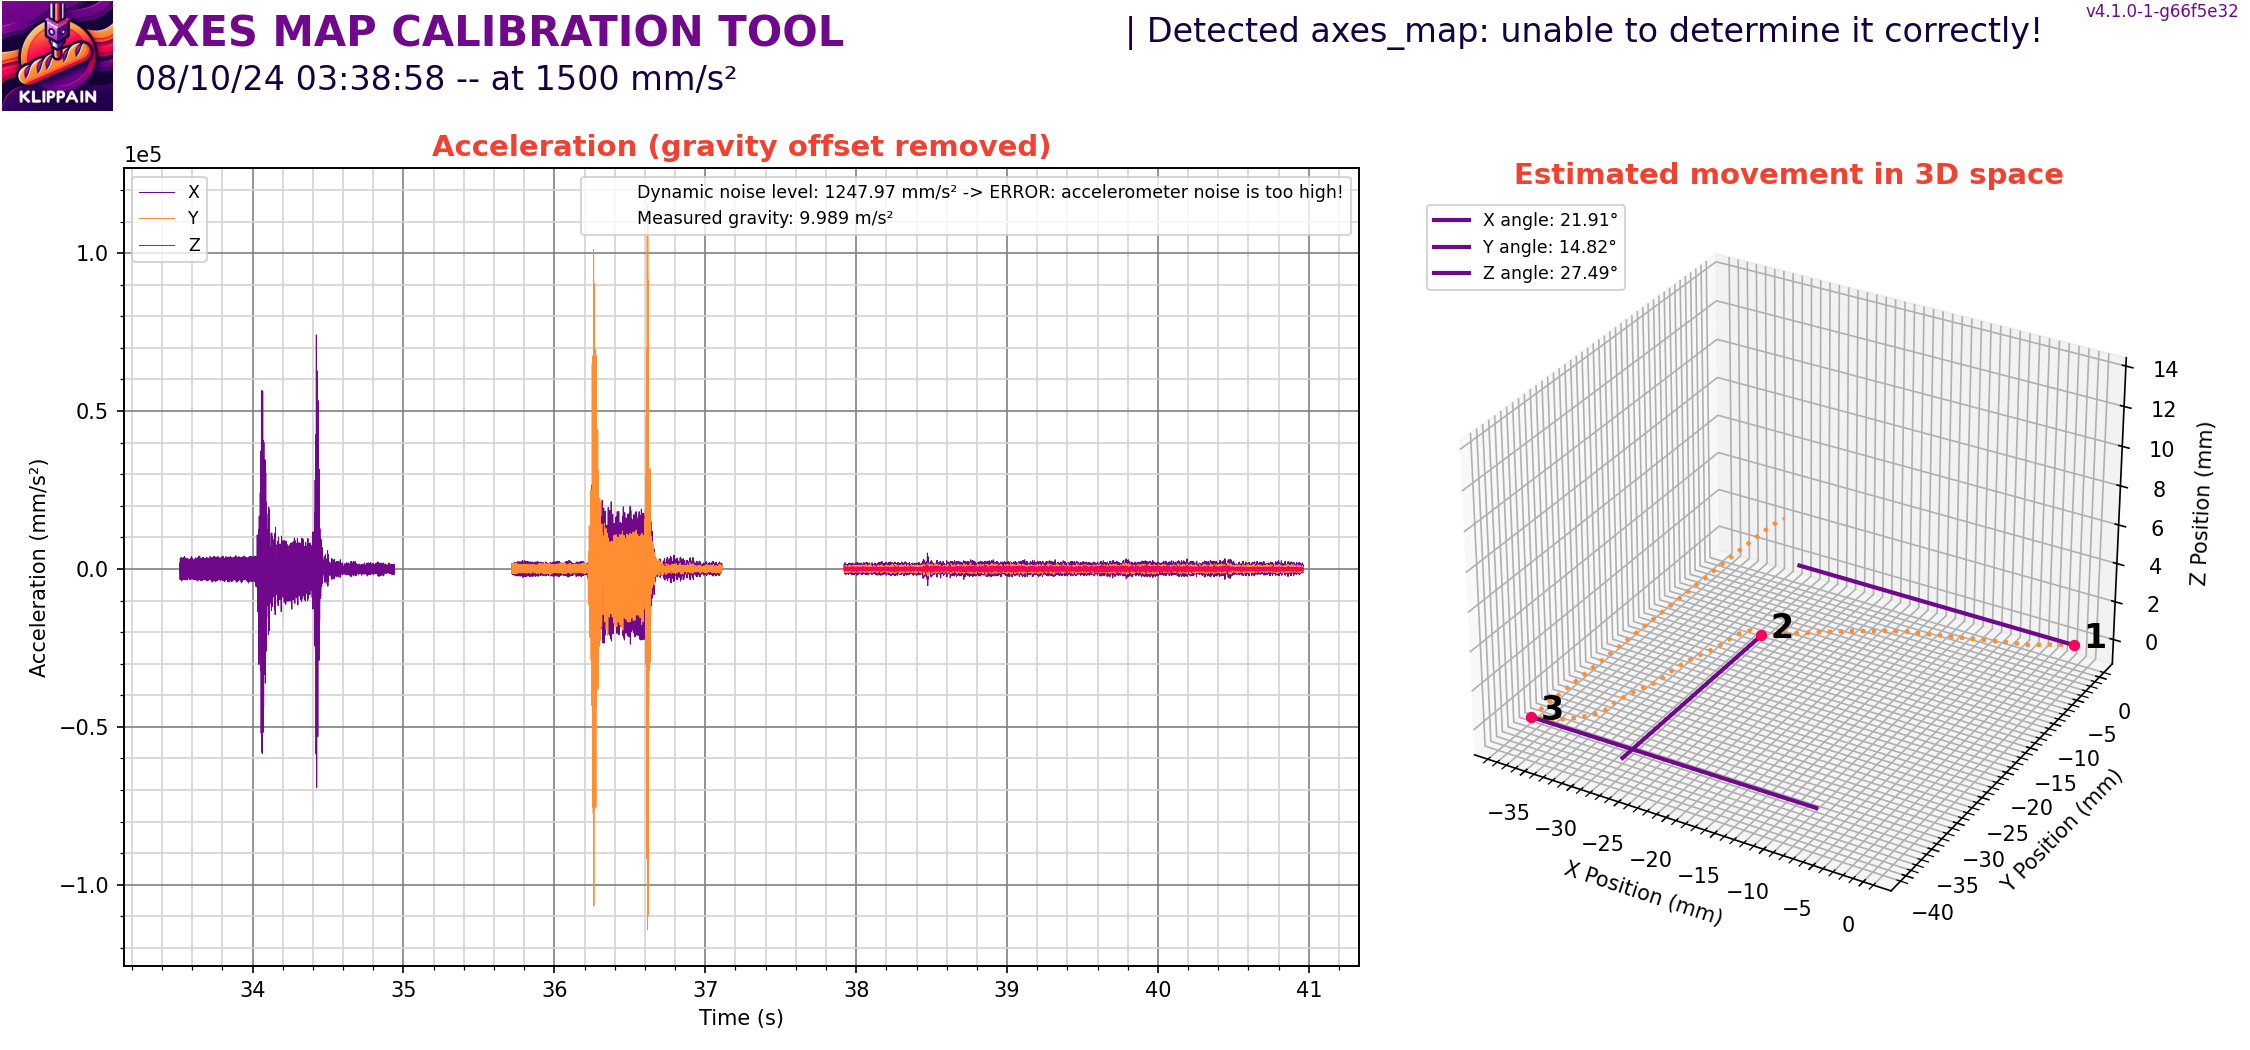 KLIPPAIN
AXES MAP CALIBRATION TOOL
08/10/24 03:38:58 -- at 1500 mm/s²
| Detected axes_map: unable to determine it correctly!
v4.1.0-1-g66f5e32
Acceleration (gravity offset removed)
1e5
X
Y
Z
Dynamic noise level: 1247.97 mm/s² -> ERROR: accelerometer noise is too high!
Measured gravity: 9.989 m/s²
1.0
0.5
0.0
−0.5
−1.0
Acceleration (mm/s²)
34
35
36
37
38
39
40
41
Time (s)
Estimated movement in 3D space
X angle: 21.91°
Y angle: 14.82°
Z angle: 27.49°
1
2
3
14
12
10
8
6
4
2
0
Z Position (mm)
0
−5
−10
−15
−20
−25
−30
−35
−40
Y Position (mm)
−35
−30
−25
−20
−15
−10
−5
0
X Position (mm)